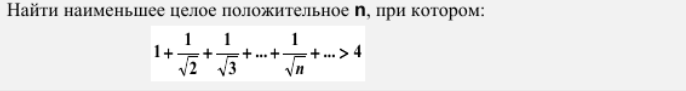 Найти наименьшее целое положительное n, при котором:
1 + 1/√2 + 1/√3 + ... + 1/√n + ... > 4